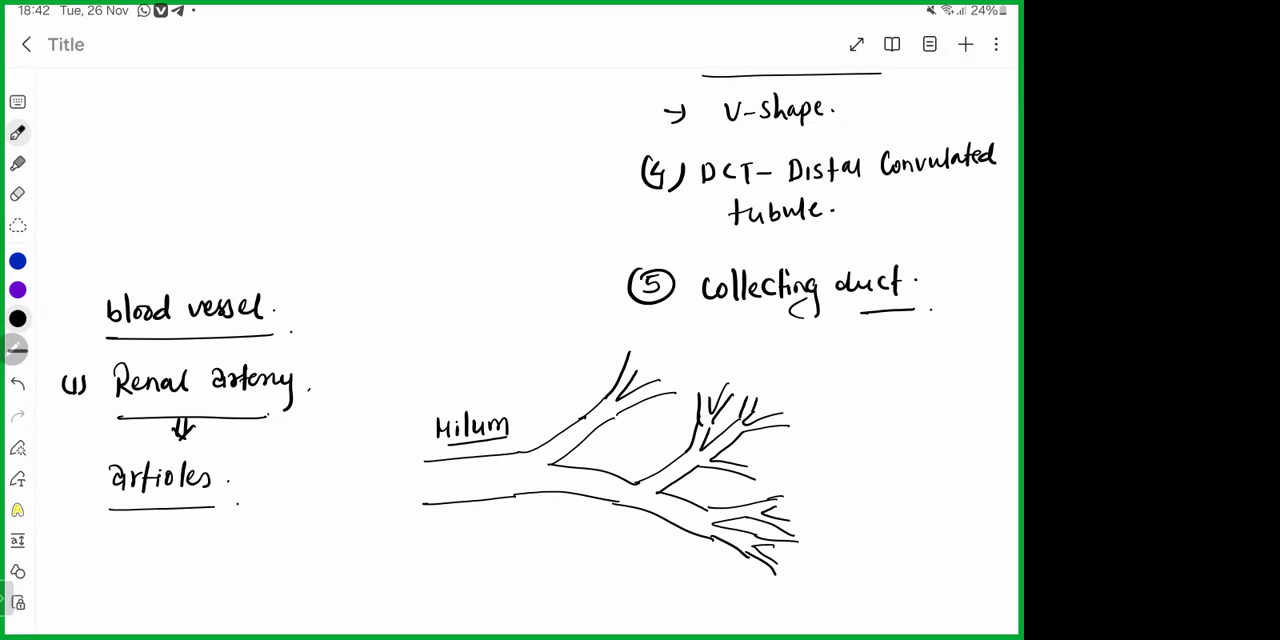 18:42 Tue, 26 Nov
24%
Title
→ V-shape.
(4) DCT- Distal Convulated
tubule.
(5) collecting duct.
blood vessel.
(1) Renal artery.
Hilum
artioles.